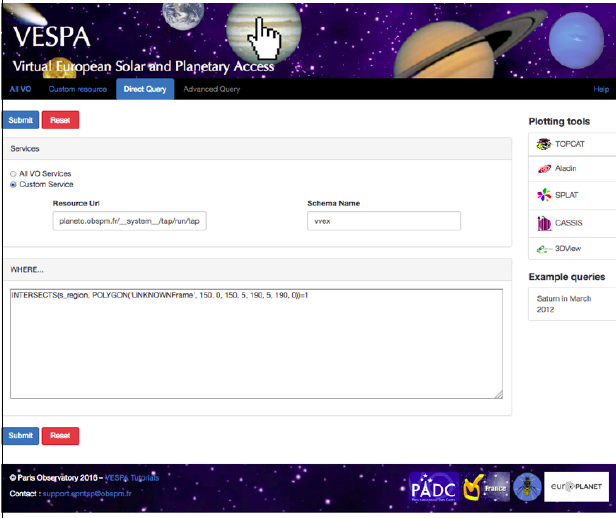 VESPA
Virtual European Solar and Planetary Access
All VO Custom resource Direct Query Advanced Query Help
Submit Reset
Services
All VO Services
Custom Service
Resource Url Schema Name
planeto.obspm.fr/__system__/tap/run/tap vvex
WHERE...
INTERSECTS(s_region, POLYGON('UNKNOWNFrame', 150, 0, 150, 5, 190, 5, 190, 0))=1
Submit Reset
Plotting tools
TOPCAT
Aladin
SPLAT
CASSIS
3DView
Example queries
Saturn in March
2012
© Paris Observatory 2016 – VESPA Tutorials
Contact : support.epntap@obspm.fr
PADC
France
EUROPLANET